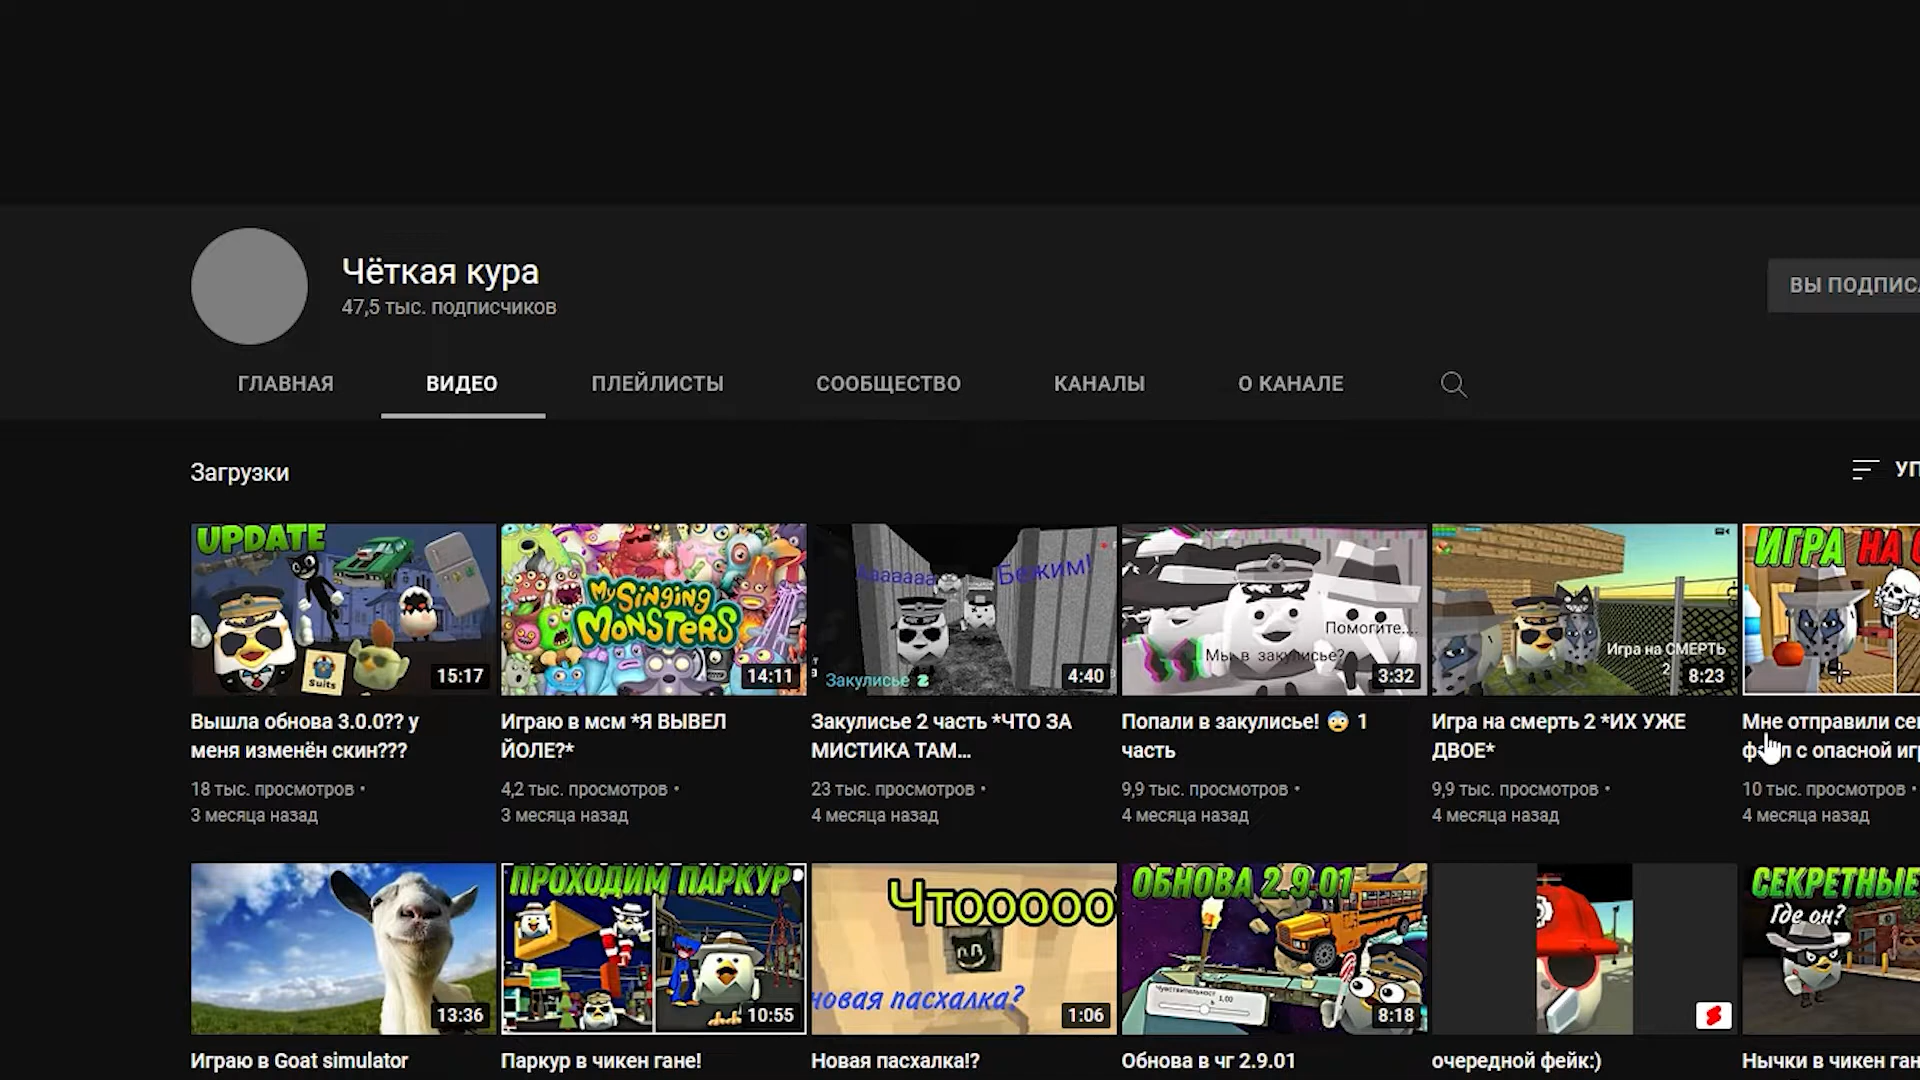 Чёткая кура
47,5 тыс. подписчиков
ГЛАВНАЯ
ВИДЕО
ПЛЕЙЛИСТЫ
СООБЩЕСТВО
КАНАЛЫ
О КАНАЛЕ
Загрузки
UPDATE
Suits
15:17
My Singing
Monsters
14:11
Ааааааа
Бежим!
Закулисье 2
4:40
Помогите....
Мы в закулисье?
3:32
Игра на СМЕРТЬ
2
8:23
ИГРА НА
Вышла обнова 3.0.0?? у
меня изменён скин???
18 тыс. просмотров •
3 месяца назад
Играю в мсм *Я ВЫВЕЛ
ЙОЛЕ?*
4,2 тыс. просмотров •
3 месяца назад
Закулисье 2 часть *ЧТО ЗА
МИСТИКА ТАМ...
23 тыс. просмотров •
4 месяца назад
Попали в закулисье! 😨 1
часть
9,9 тыс. просмотров •
4 месяца назад
Игра на смерть 2 *ИХ УЖЕ
ДВОЕ*
9,9 тыс. просмотров •
4 месяца назад
Мне отправили
с опасной
10 тыс. просмотров •
4 месяца назад
13:36
ПРОХОДИМ ПАРКУР
10:55
Чтооооо
новая пасхалка?
1:06
ОБНОВА 2.9.01
Чувствительность
1,00
8:18
СЕКРЕТНЫЕ
Где он?
Играю в Goat simulator
Паркур в чикен гане!
Новая пасхалка!?
Обнова в чг 2.9.01
очередной фейк:)
Нычки в чикен